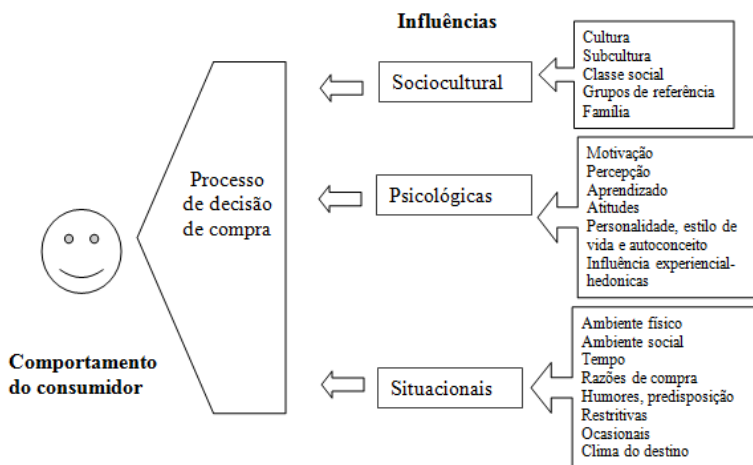 Influências
Cultura
Subcultura
Classe social
Grupos de referência
Família
Sociocultural
Processo
de decisão
de compra
Motivação
Percepção
Aprendizado
Atitudes
Personalidade, estilo de
vida e autoconceito
Influência experiencial-
hedonicas
Psicológicas
Comportamento
do consumidor
Ambiente físico
Ambiente social
Tempo
Razões de compra
Humores, predisposição
Restritivas
Ocasionais
Clima do destino
Situacionais